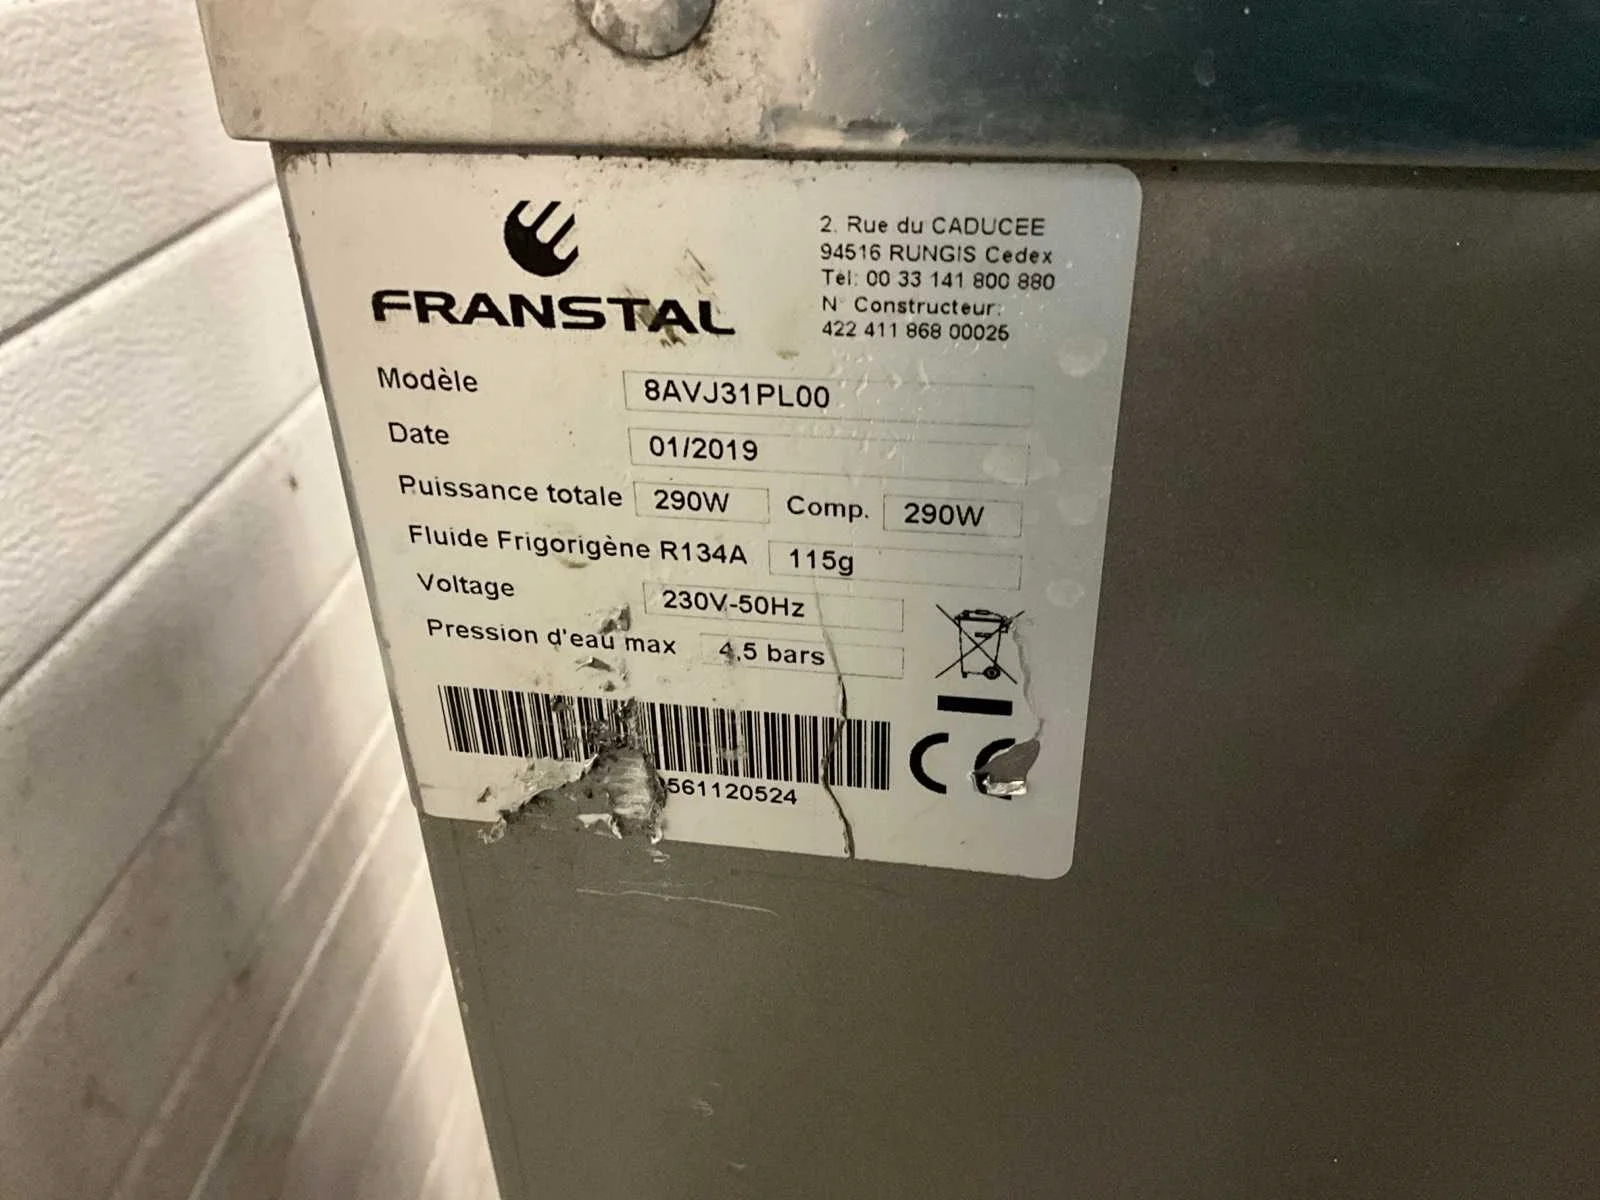 FRANSTAL
2, Rue du CADUCEE
94516 RUNGIS Cedex
Tél: 00 33 141 800 880
N° Constructeur:
422 411 868 00025
Modèle 8AVJ31PL00
Date 01/2019
Puissance totale 290W Comp. 290W
Fluide Frigorigène R134A 115g
Voltage 230V-50Hz
Pression d'eau max 4,5 bars
561120524
CE